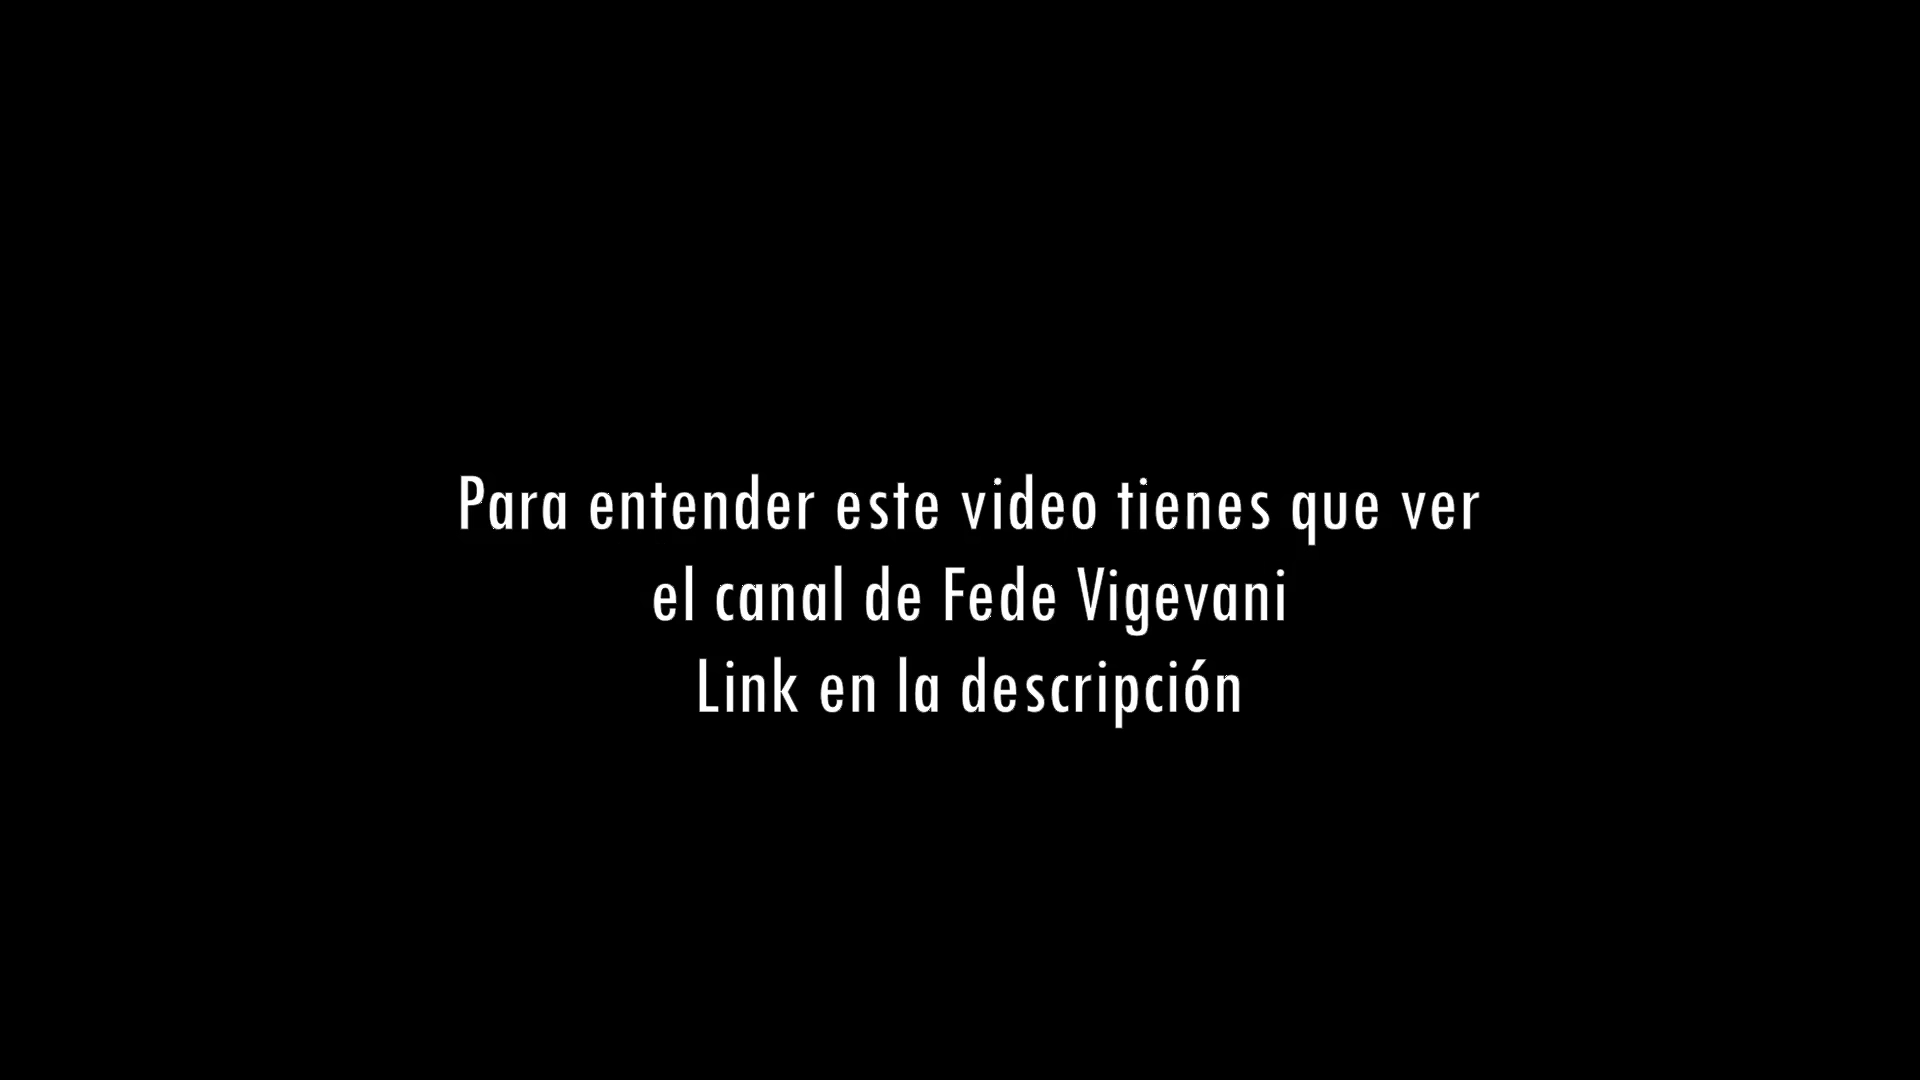 Para entender este video tienes que ver
el canal de Fede Vigevani
Link en la descripción